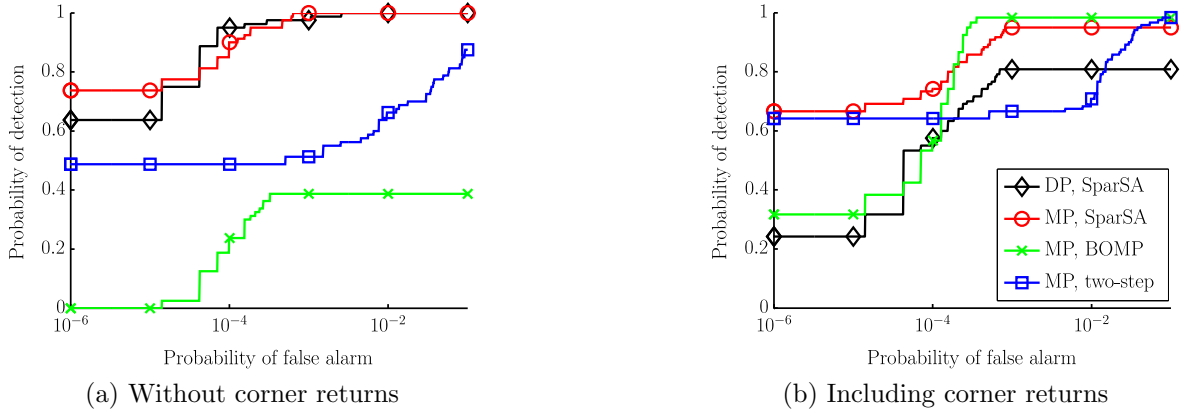 1
0.8
0.6
0.4
0.2
0
Probability of detection
10^-6
10^-4
10^-2
Probability of false alarm
(a) Without corner returns
1
0.8
0.6
0.4
0.2
0
Probability of detection
DP, SparSA
MP, SparSA
MP, BOMP
MP, two-step
10^-6
10^-4
10^-2
Probability of false alarm
(b) Including corner returns